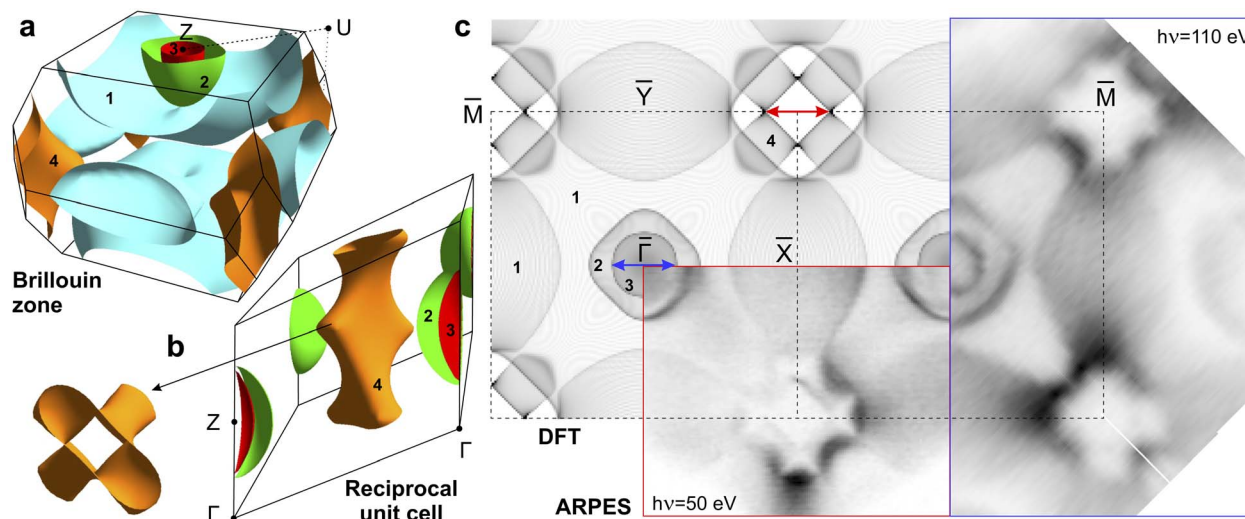 a
Z
3
2
U
1
4
Brillouin
zone
b
2
3
4
Z
Γ
Γ
Reciprocal
unit cell
c
hν=110 eV
M̅
Y̅
M̅
4
1
1
2
Γ̅
3
X̅
DFT
ARPES
hν=50 eV